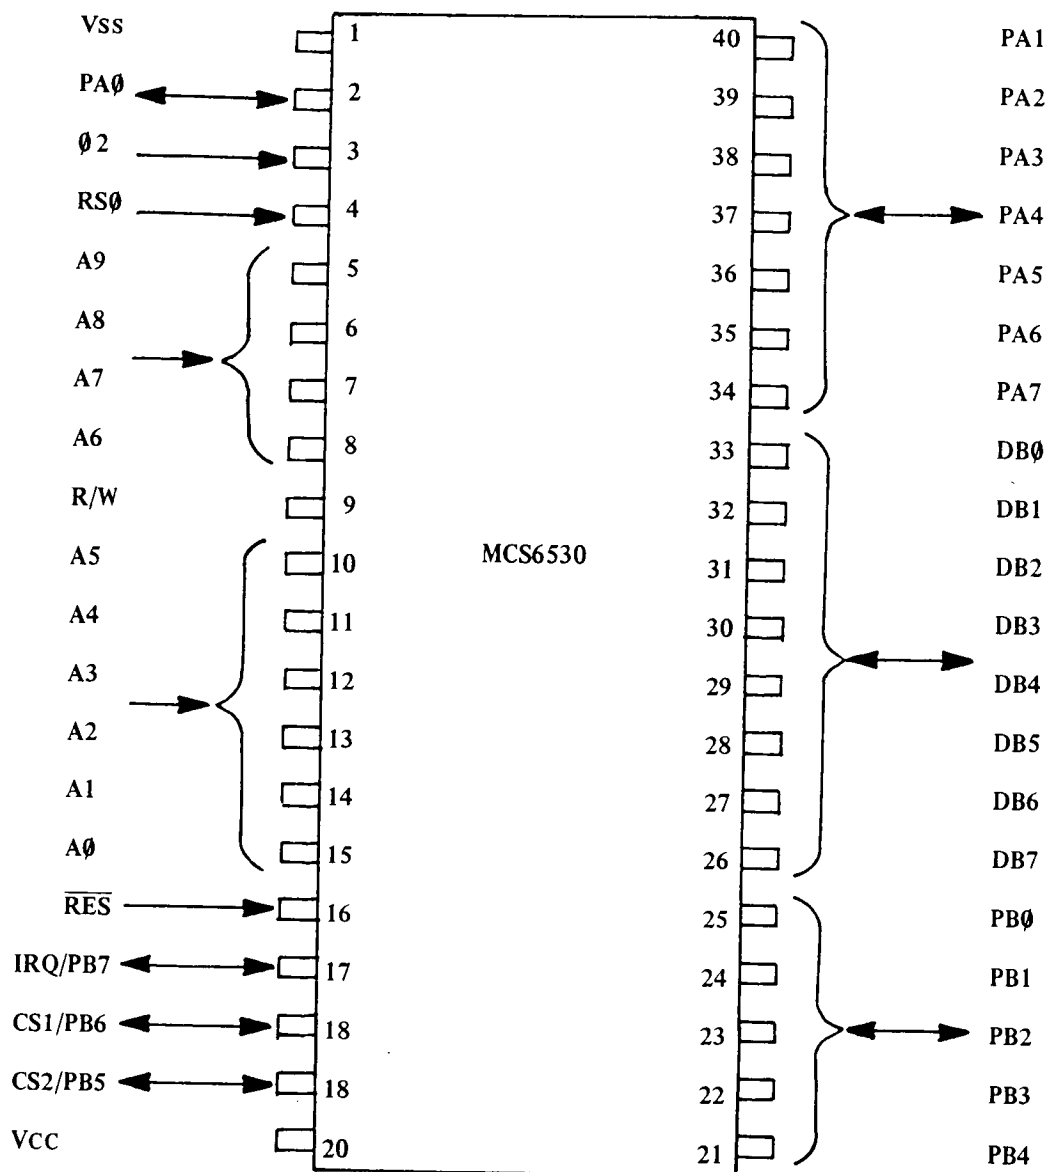 Vss 1 40 PA1
PAØ 2 39 PA2
Ø2 3 38 PA3
RSØ 4 37 PA4
A9 5 36 PA5
A8 6 35 PA6
A7 7 34 PA7
A6 8 33 DBØ
R/W 9 32 DB1
A5 10 MCS6530 31 DB2
A4 11 30 DB3
A3 12 29 DB4
A2 13 28 DB5
A1 14 27 DB6
AØ 15 26 DB7
RES 16 25 PBØ
IRQ/PB7 17 24 PB1
CS1/PB6 18 23 PB2
CS2/PB5 18 22 PB3
VCC 20 21 PB4